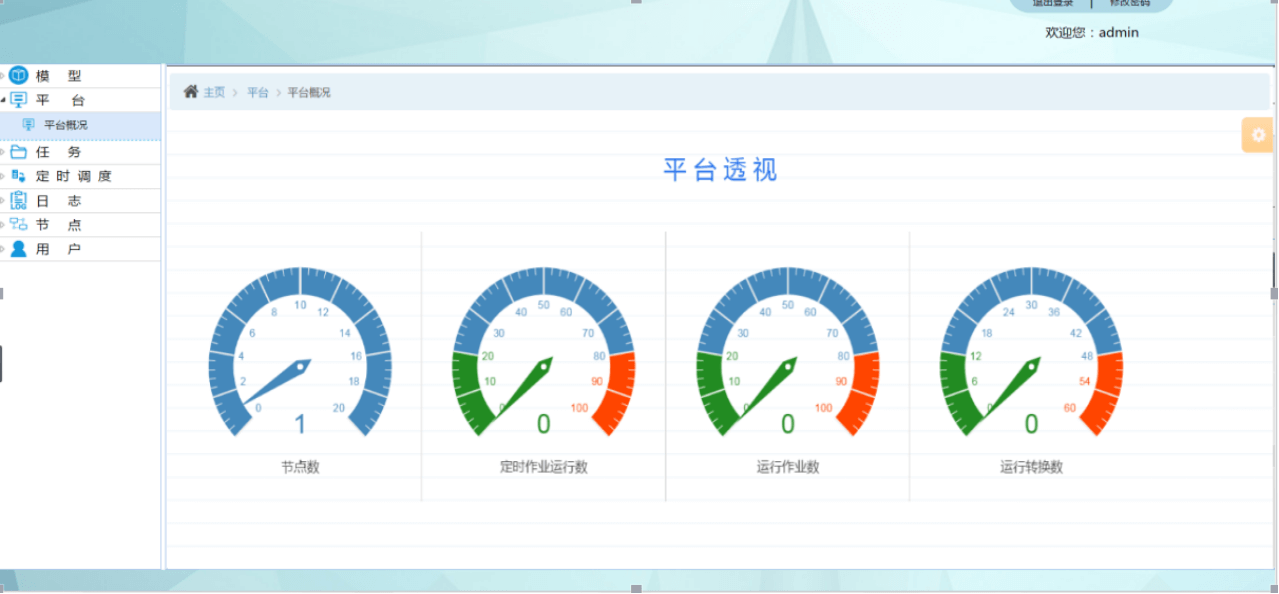 退出登录 | 修改密码
欢迎您：admin
模 型
平 台
平台概况
任 务
定 时 调 度
日 志
节 点
用 户
主页 > 平台 > 平台概况
平台透视
0 2 4 6 8 10 12 14 16 18 20
1
节点数
0 10 20 30 40 50 60 70 80 90 100
0
定时作业运行数
0 10 20 30 40 50 60 70 80 90 100
0
运行作业数
0 6 12 18 24 30 36 42 48 54 60
0
运行转换数